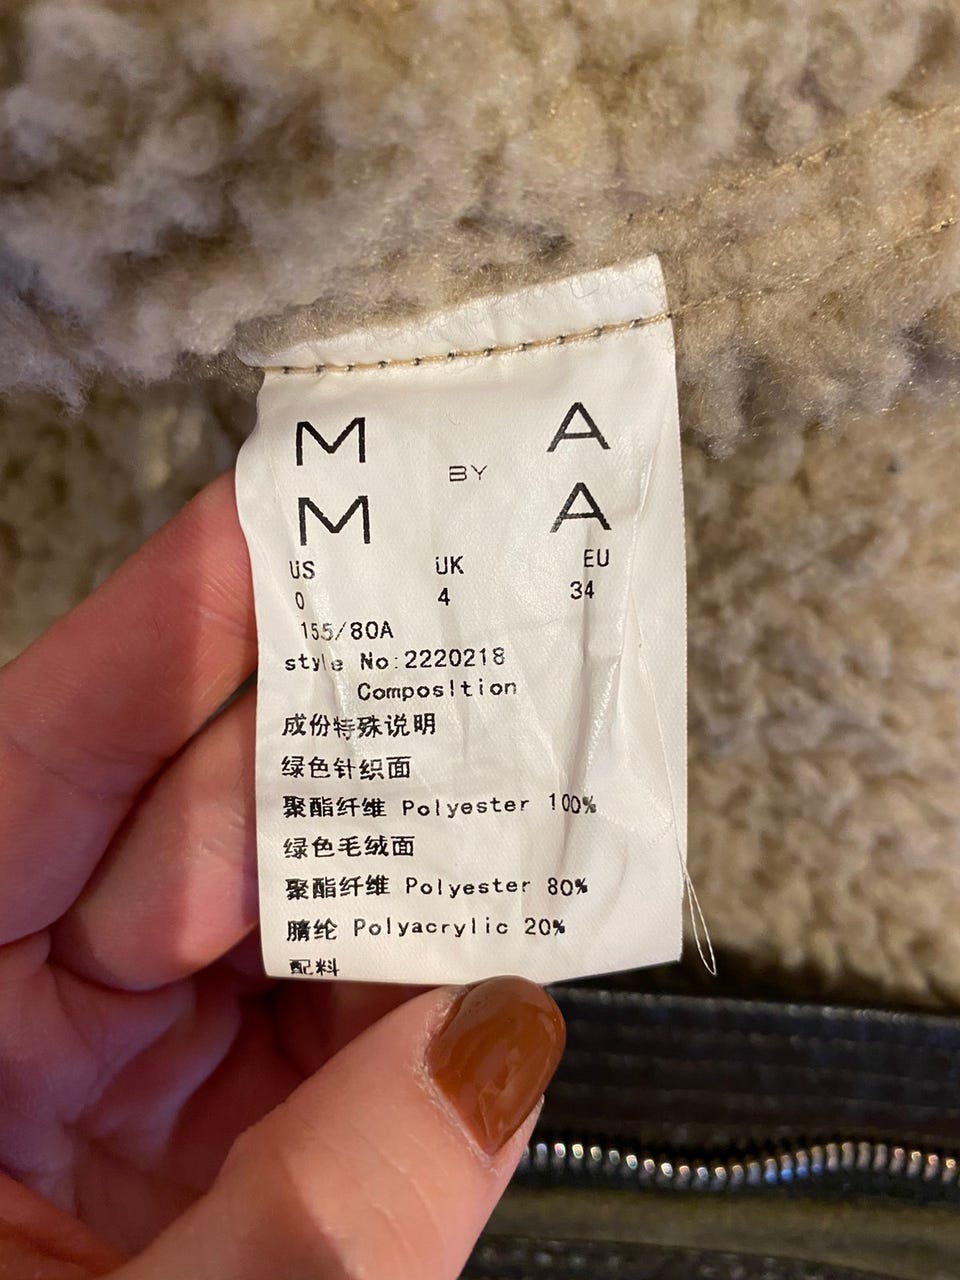 M A
BY
M A
US UK EU
0 4 34
155/80A
style No:2220218
Composition
成份特殊说明
绿色针织面
聚酯纤维 Polyester 100%
绿色毛绒面
聚酯纤维 Polyester 80%
腈纶 Polyacrylic 20%
配料